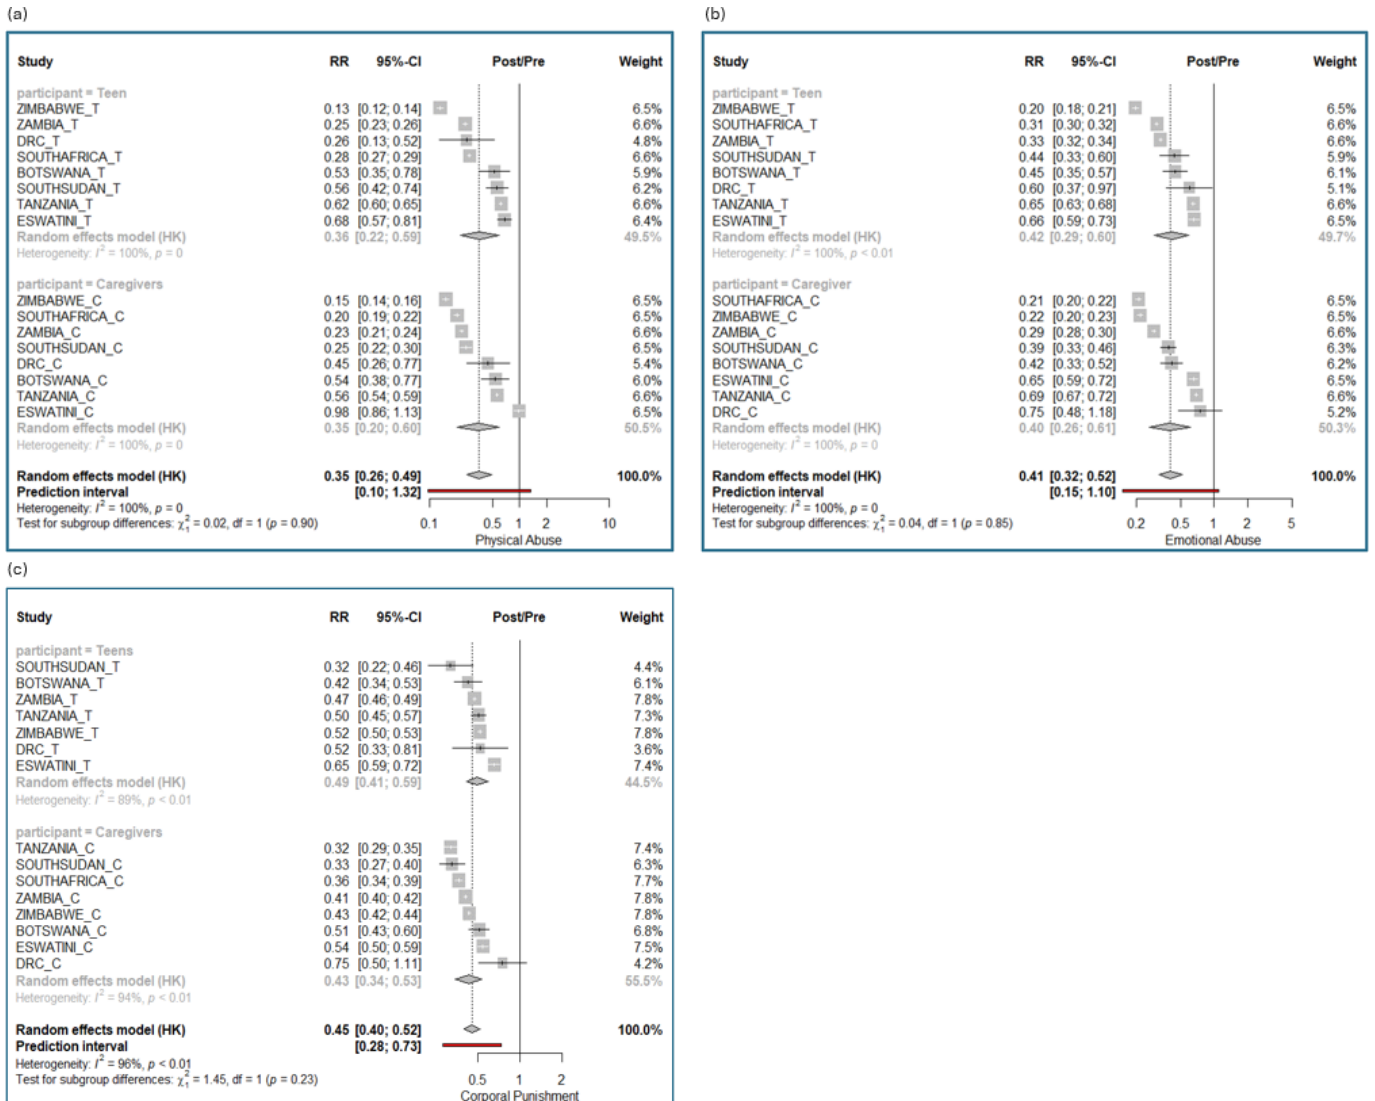 (a)
Study RR 95%-CI Post/Pre Weight
participant = Teen
ZIMBABWE_T 0.13 [0.12; 0.14] 6.5%
ZAMBIA_T 0.25 [0.23; 0.26] 6.6%
DRC_T 0.26 [0.13; 0.52] 4.8%
SOUTHAFRICA_T 0.28 [0.27; 0.29] 6.6%
BOTSWANA_T 0.53 [0.35; 0.78] 5.9%
SOUTHSUDAN_T 0.56 [0.42; 0.74] 6.2%
TANZANIA_T 0.62 [0.60; 0.65] 6.6%
ESWATINI_T 0.68 [0.57; 0.81] 6.4%
Random effects model (HK) 0.36 [0.22; 0.59] 49.5%
Heterogeneity: I² = 100%, p = 0
participant = Caregivers
ZIMBABWE_C 0.15 [0.14; 0.16] 6.5%
SOUTHAFRICA_C 0.20 [0.19; 0.22] 6.5%
ZAMBIA_C 0.23 [0.21; 0.24] 6.6%
SOUTHSUDAN_C 0.25 [0.22; 0.30] 6.5%
DRC_C 0.45 [0.26; 0.77] 5.4%
BOTSWANA_C 0.54 [0.38; 0.77] 6.0%
TANZANIA_C 0.56 [0.54; 0.59] 6.6%
ESWATINI_C 0.98 [0.86; 1.13] 6.5%
Random effects model (HK) 0.35 [0.20; 0.60] 50.5%
Heterogeneity: I² = 100%, p = 0
Random effects model (HK) 0.35 [0.26; 0.49] 100.0%
Prediction interval [0.10; 1.32]
Heterogeneity: I² = 100%, p = 0
Test for subgroup differences: χ²₁ = 0.02, df = 1 (p = 0.90)
0.1 0.5 1 2 10
Physical Abuse
(b)
Study RR 95%-CI Post/Pre Weight
participant = Teen
ZIMBABWE_T 0.20 [0.18; 0.21] 6.5%
SOUTHAFRICA_T 0.31 [0.30; 0.32] 6.6%
ZAMBIA_T 0.33 [0.32; 0.34] 6.6%
SOUTHSUDAN_T 0.44 [0.33; 0.60] 5.9%
BOTSWANA_T 0.45 [0.35; 0.57] 6.1%
DRC_T 0.60 [0.37; 0.97] 5.1%
TANZANIA_T 0.65 [0.63; 0.68] 6.6%
ESWATINI_T 0.66 [0.59; 0.73] 6.5%
Random effects model (HK) 0.42 [0.29; 0.60] 49.7%
Heterogeneity: I² = 100%, p < 0.01
participant = Caregiver
SOUTHAFRICA_C 0.21 [0.20; 0.22] 6.5%
ZIMBABWE_C 0.22 [0.20; 0.23] 6.5%
ZAMBIA_C 0.29 [0.28; 0.30] 6.6%
SOUTHSUDAN_C 0.39 [0.33; 0.46] 6.3%
BOTSWANA_C 0.42 [0.33; 0.52] 6.2%
ESWATINI_C 0.65 [0.59; 0.72] 6.5%
TANZANIA_C 0.69 [0.67; 0.72] 6.6%
DRC_C 0.75 [0.48; 1.18] 5.2%
Random effects model (HK) 0.40 [0.26; 0.61] 50.3%
Heterogeneity: I² = 100%, p = 0
Random effects model (HK) 0.41 [0.32; 0.52] 100.0%
Prediction interval [0.15; 1.10]
Heterogeneity: I² = 100%, p = 0
Test for subgroup differences: χ²₁ = 0.04, df = 1 (p = 0.85)
0.2 0.5 1 2 5
Emotional Abuse
(c)
Study RR 95%-CI Post/Pre Weight
participant = Teens
SOUTHSUDAN_T 0.32 [0.22; 0.46] 4.4%
BOTSWANA_T 0.42 [0.34; 0.53] 6.1%
ZAMBIA_T 0.47 [0.46; 0.49] 7.8%
TANZANIA_T 0.50 [0.45; 0.57] 7.3%
ZIMBABWE_T 0.52 [0.50; 0.53] 7.8%
DRC_T 0.52 [0.33; 0.81] 3.6%
ESWATINI_T 0.65 [0.59; 0.72] 7.4%
Random effects model (HK) 0.49 [0.41; 0.59] 44.5%
Heterogeneity: I² = 89%, p < 0.01
participant = Caregivers
TANZANIA_C 0.32 [0.29; 0.35] 7.4%
SOUTHSUDAN_C 0.33 [0.27; 0.40] 6.3%
SOUTHAFRICA_C 0.36 [0.34; 0.39] 7.7%
ZAMBIA_C 0.41 [0.40; 0.42] 7.8%
ZIMBABWE_C 0.43 [0.42; 0.44] 7.8%
BOTSWANA_C 0.51 [0.43; 0.60] 6.8%
ESWATINI_C 0.54 [0.50; 0.59] 7.5%
DRC_C 0.75 [0.50; 1.11] 4.2%
Random effects model (HK) 0.43 [0.34; 0.53] 55.5%
Heterogeneity: I² = 94%, p < 0.01
Random effects model (HK) 0.45 [0.40; 0.52] 100.0%
Prediction interval [0.28; 0.73]
Heterogeneity: I² = 96%, p < 0.01
Test for subgroup differences: χ²₁ = 1.45, df = 1 (p = 0.23)
0.5 1 2
Corporal Punishment